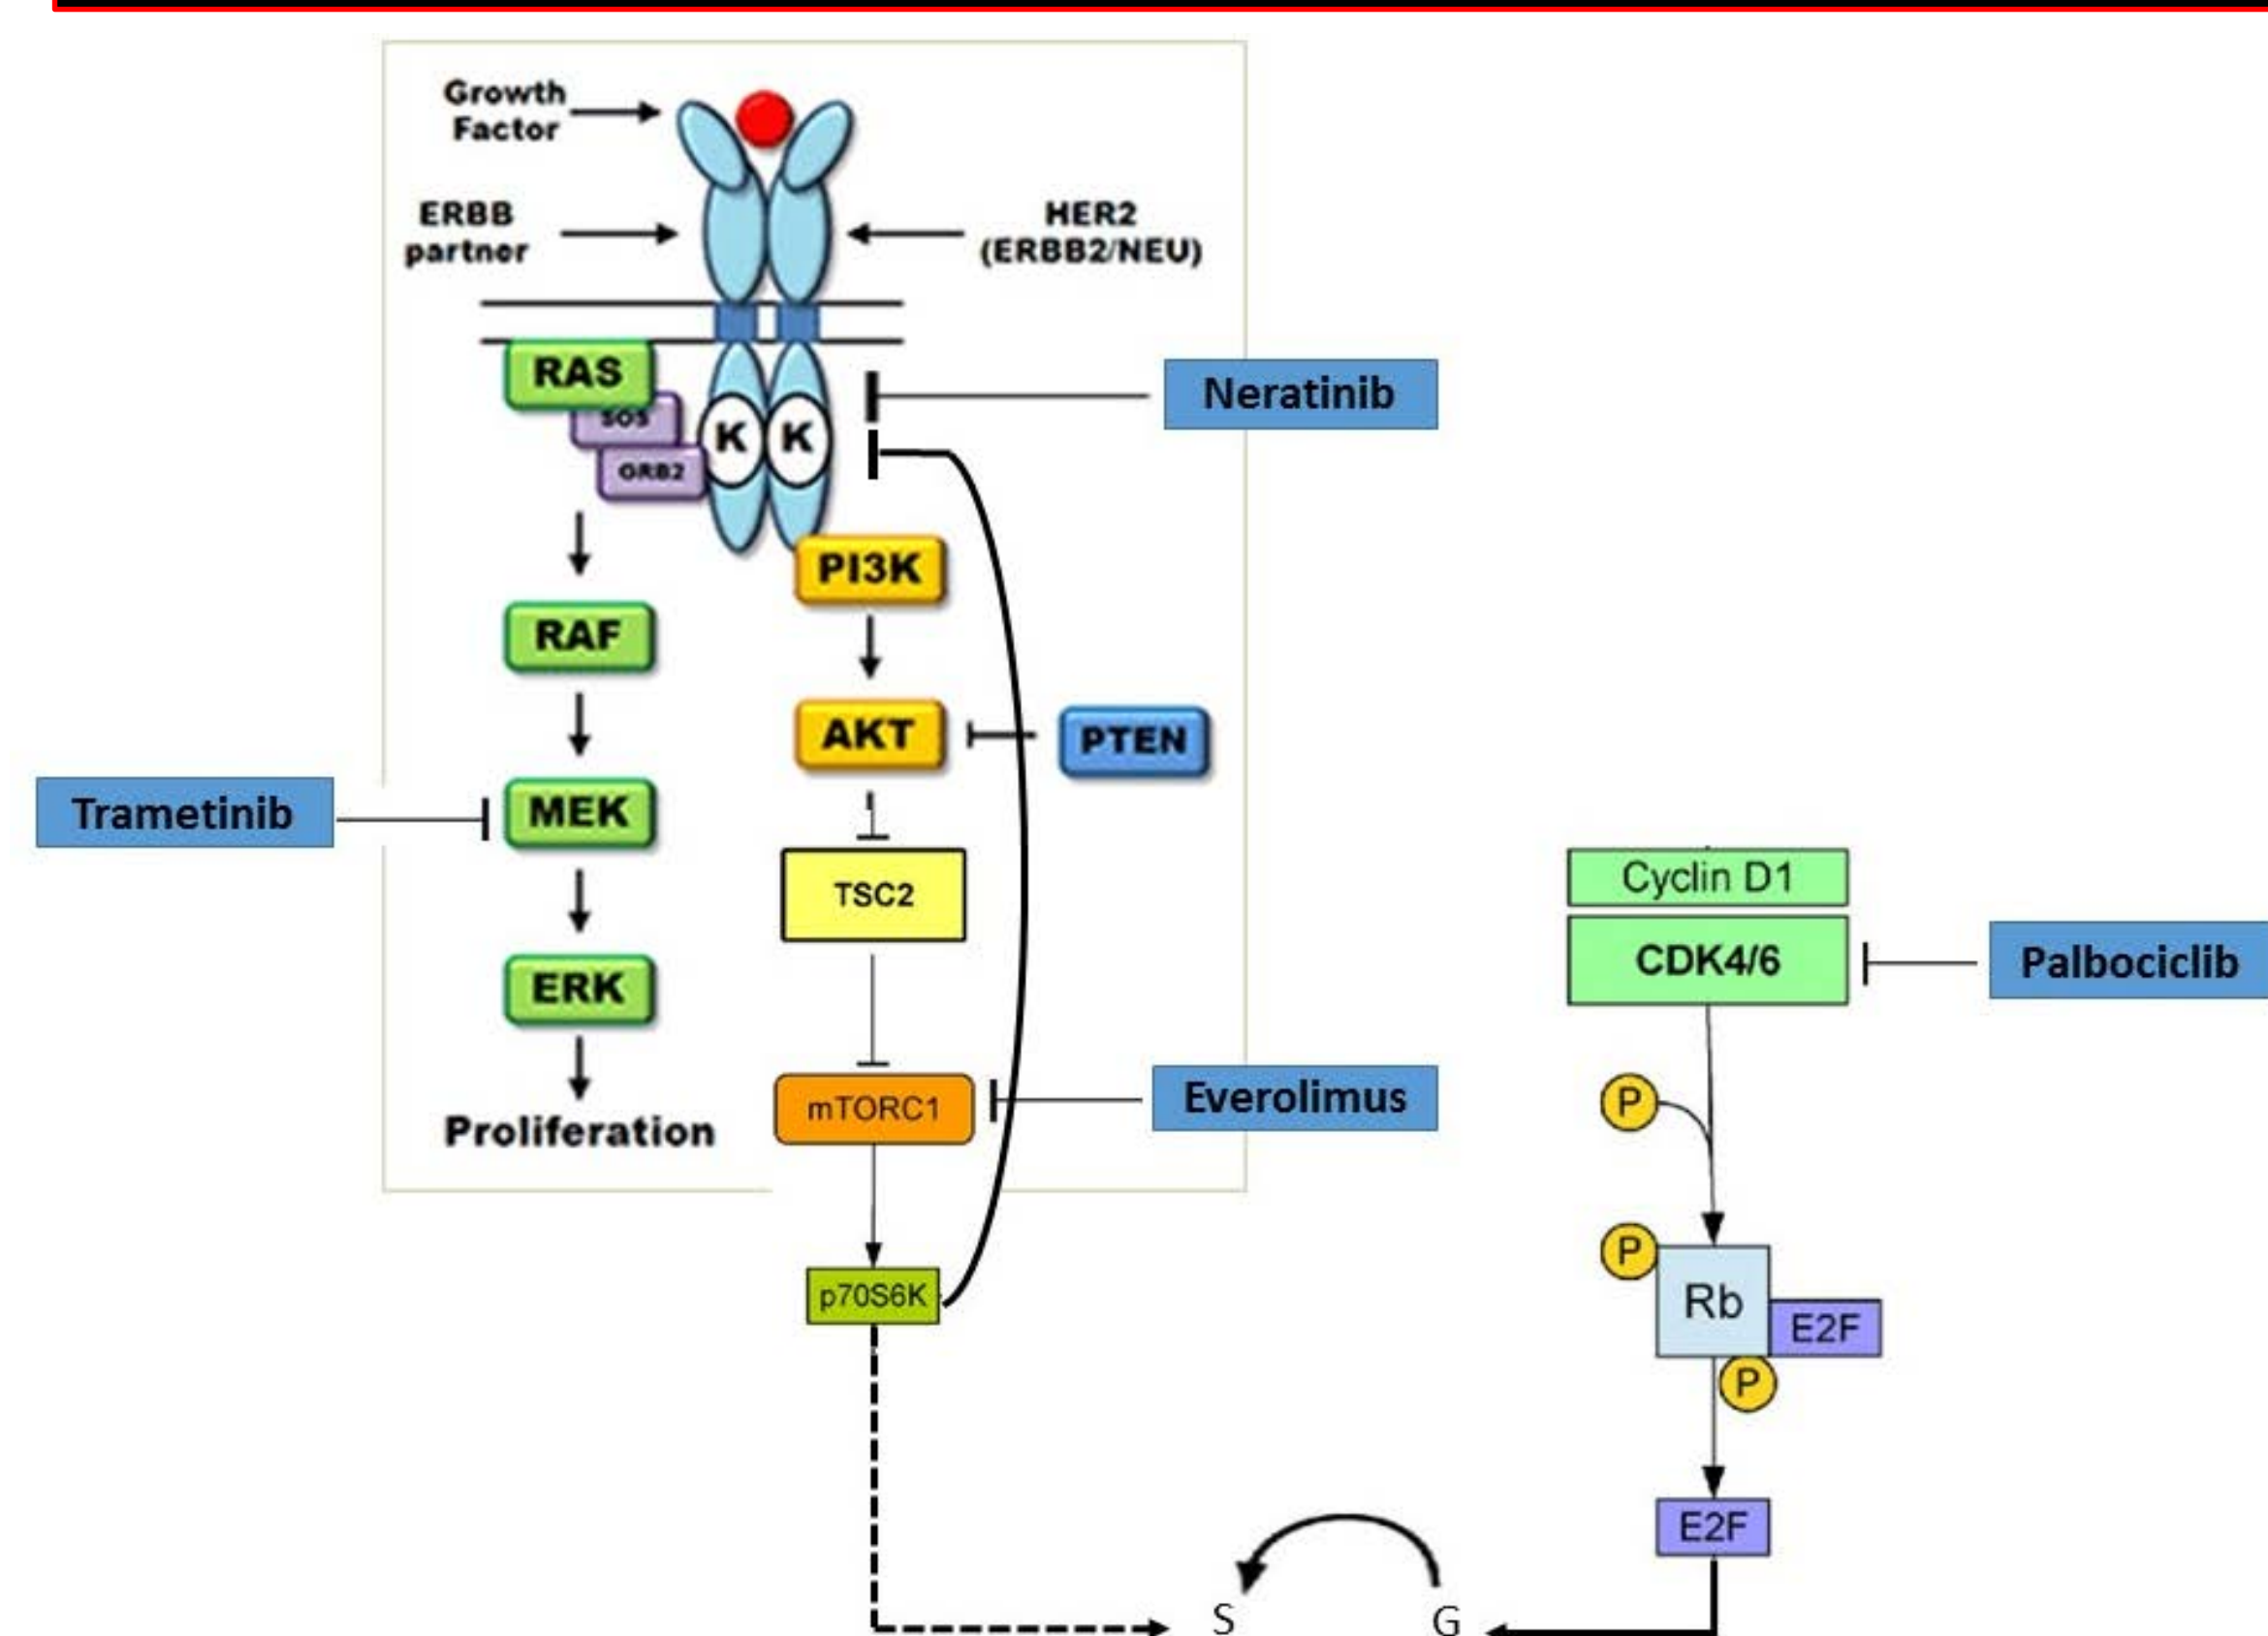 Growth
Factor
ERBB
partner
HER2
(ERBB2/NEU)
RAS
SOS
GRB2
K
K
Neratinib
PI3K
RAF
AKT
PTEN
Trametinib
MEK
TSC2
Cyclin D1
CDK4/6
Palbociclib
ERK
mTORC1
Everolimus
P
Proliferation
P
Rb
E2F
p70S6K
P
E2F
S
G